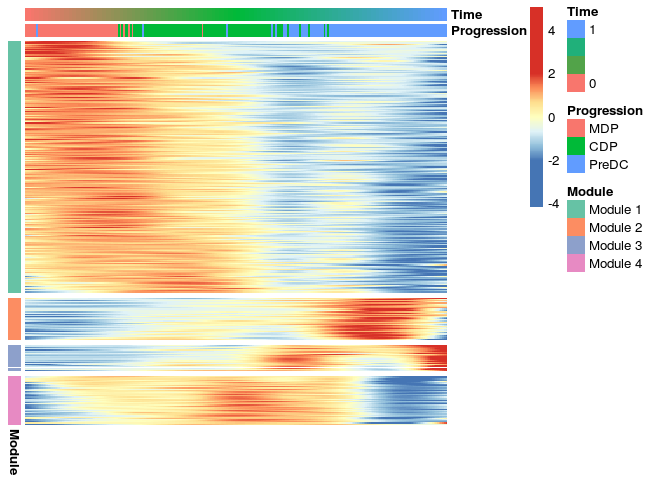 Time
Progression
4
2
0
-2
-4
Time
1
0
Progression
MDP
CDP
PreDC
Module
Module 1
Module 2
Module 3
Module 4
Module